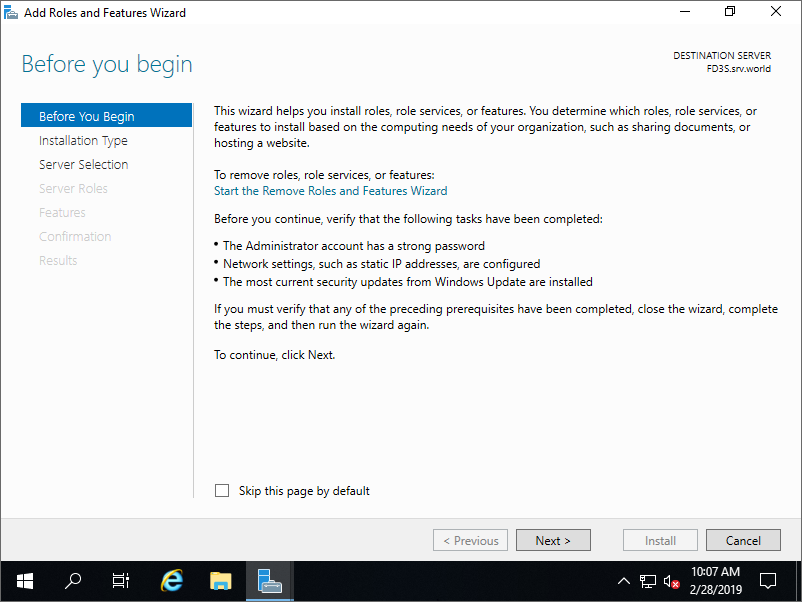 Add Roles and Features Wizard
Before you begin
DESTINATION SERVER
FD3S.srv.world
Before You Begin
Installation Type
Server Selection
Server Roles
Features
Confirmation
Results
This wizard helps you install roles, role services, or features. You determine which roles, role services, or
features to install based on the computing needs of your organization, such as sharing documents, or
hosting a website.
To remove roles, role services, or features:
Start the Remove Roles and Features Wizard
Before you continue, verify that the following tasks have been completed:
• The Administrator account has a strong password
• Network settings, such as static IP addresses, are configured
• The most current security updates from Windows Update are installed
If you must verify that any of the preceding prerequisites have been completed, close the wizard, complete
the steps, and then run the wizard again.
To continue, click Next.
Skip this page by default
< Previous
Next >
Install
Cancel
10:07 AM
2/28/2019